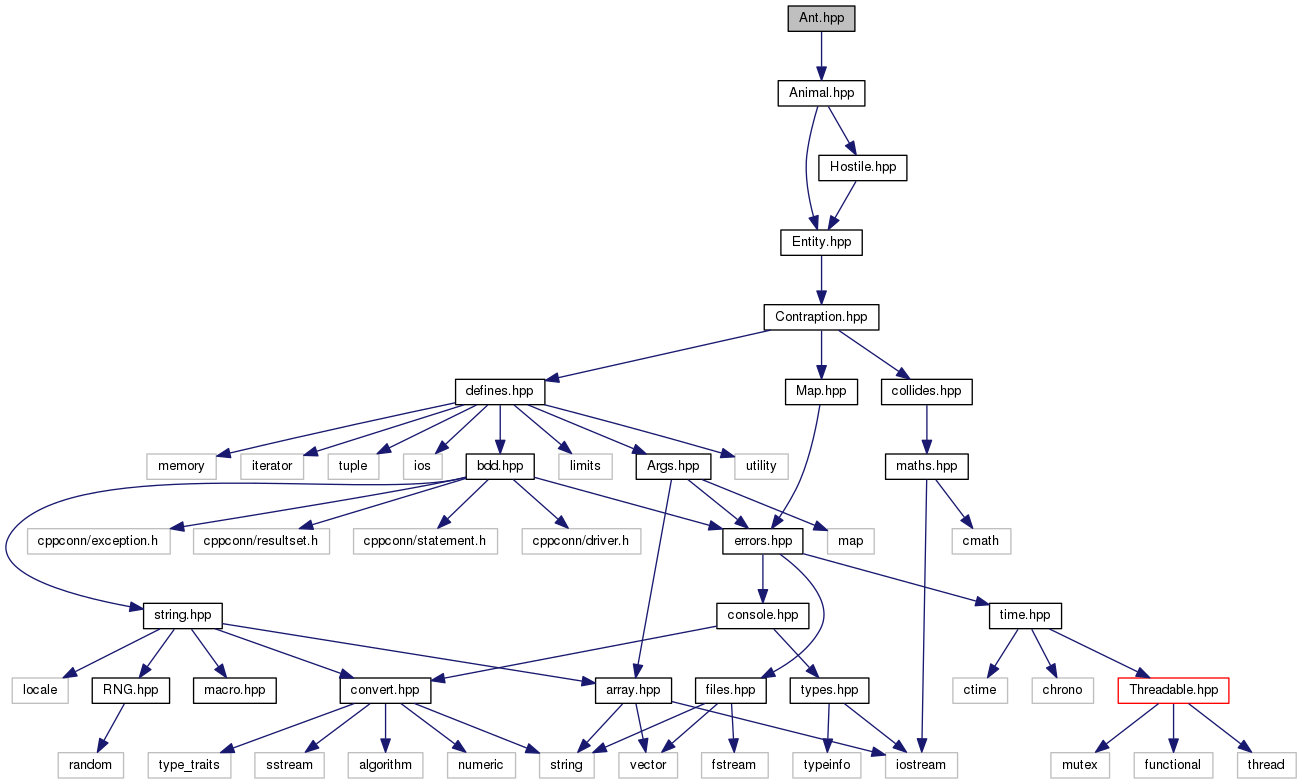 Ant.hpp
Animal.hpp
Hostile.hpp
Entity.hpp
Contraption.hpp
defines.hpp
Map.hpp
collides.hpp
memory
iterator
tuple
ios
bdd.hpp
limits
Args.hpp
utility
maths.hpp
cppconn/exception.h
cppconn/resultset.h
cppconn/statement.h
cppconn/driver.h
errors.hpp
map
cmath
string.hpp
console.hpp
time.hpp
locale
RNG.hpp
macro.hpp
convert.hpp
array.hpp
files.hpp
types.hpp
ctime
chrono
Threadable.hpp
random
type_traits
sstream
algorithm
numeric
string
vector
fstream
typeinfo
iostream
mutex
functional
thread